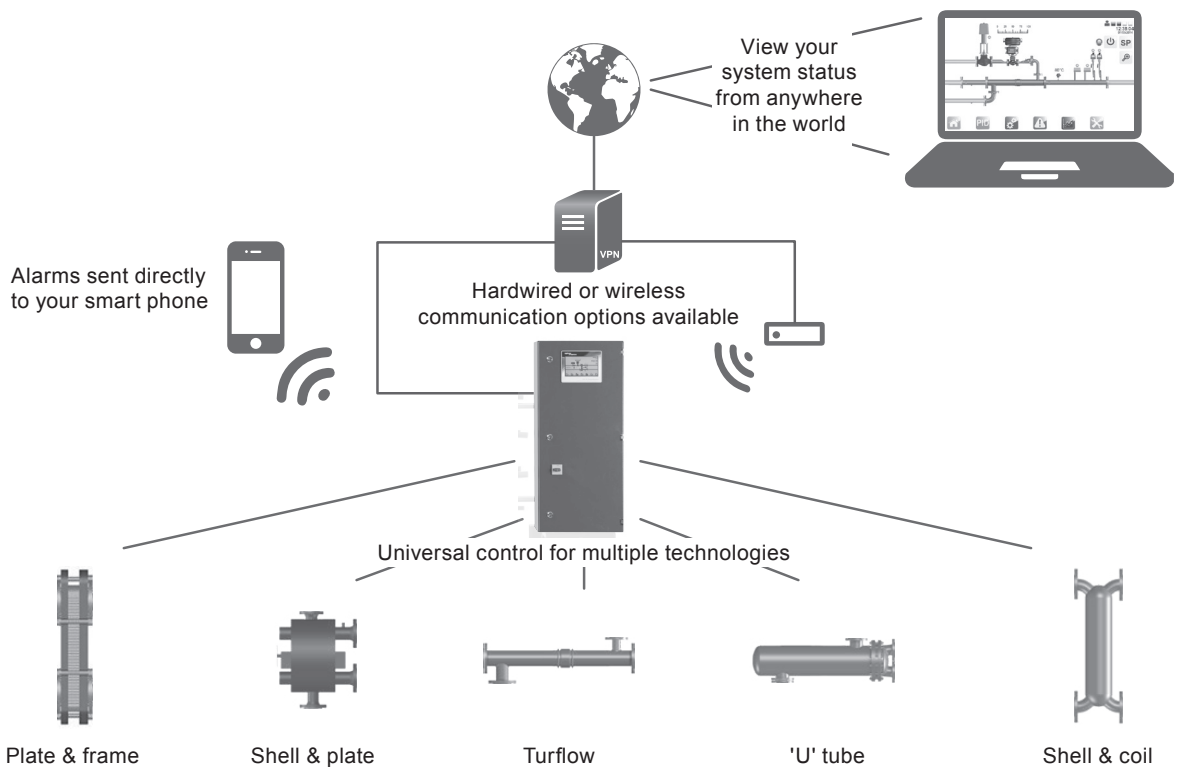 View your
system status
from anywhere
in the world
SP
PID
VPN
Alarms sent directly
to your smart phone
Hardwired or wireless
communication options available
Universal control for multiple technologies
Plate & frame
Shell & plate
Turflow
'U' tube
Shell & coil